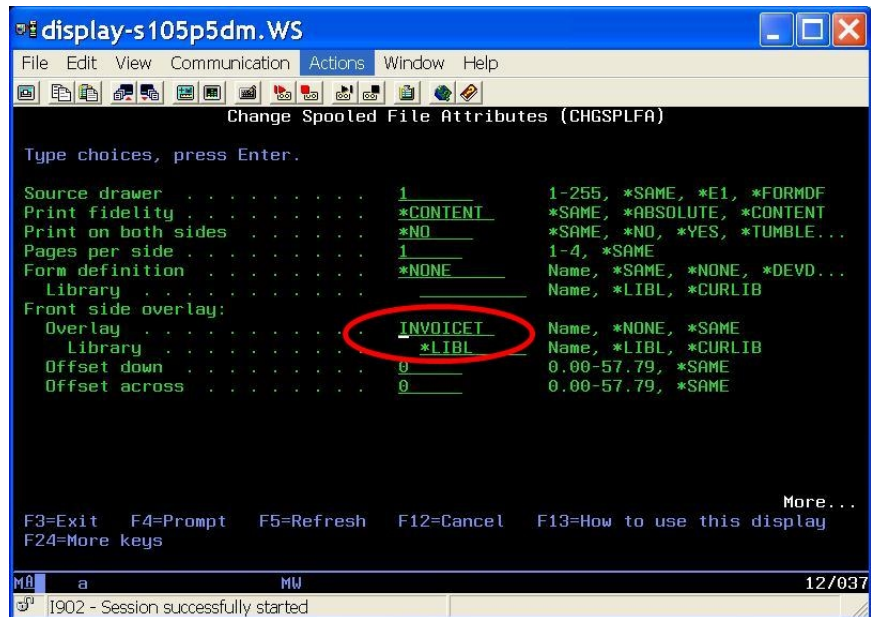 display-s105p5dm.WS
File Edit View Communication Actions Window Help
Change Spooled File Attributes (CHGSPLFA)
Type choices, press Enter.
Source drawer . . . . . . . . . 1 1-255, *SAME, *E1, *FORMDF
Print fidelity . . . . . . . . . *CONTENT *SAME, *ABSOLUTE, *CONTENT
Print on both sides . . . . . . *NO *SAME, *NO, *YES, *TUMBLE...
Pages per side . . . . . . . . . 1 1-4, *SAME
Form definition . . . . . . . . *NONE Name, *SAME, *NONE, *DEVD...
Library . . . . . . . . . . . Name, *LIBL, *CURLIB
Front side overlay:
Overlay . . . . . . . . . . . INVOICET Name, *NONE, *SAME
Library . . . . . . . . . . *LIBL Name, *LIBL, *CURLIB
Offset down . . . . . . . . . 0 0.00-57.79, *SAME
Offset across . . . . . . . . 0 0.00-57.79, *SAME
More...
F3=Exit F4=Prompt F5=Refresh F12=Cancel F13=How to use this display
F24=More keys
MA a MW 12/037
I902 - Session successfully started